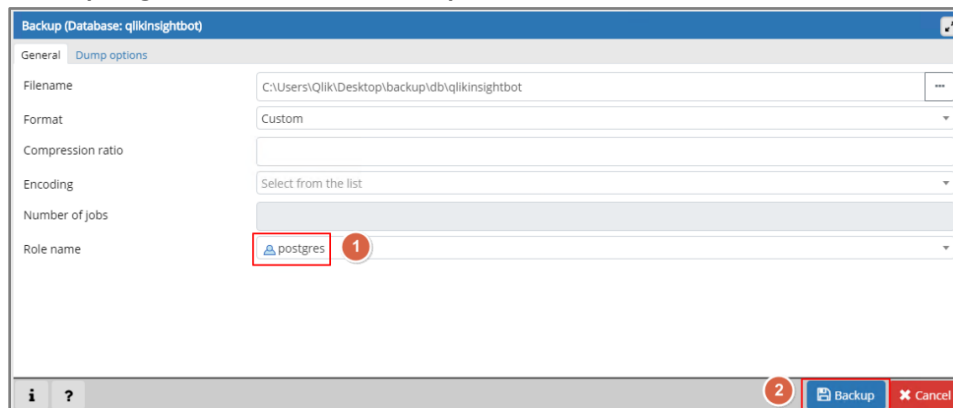 Backup (Database: qlikinsightbot)
General Dump options
Filename C:\Users\Qlik\Desktop\backup\db\qlikinsightbot ...
Format Custom
Compression ratio
Encoding Select from the list
Number of jobs
Role name postgres 1
i ? 2 Backup Cancel